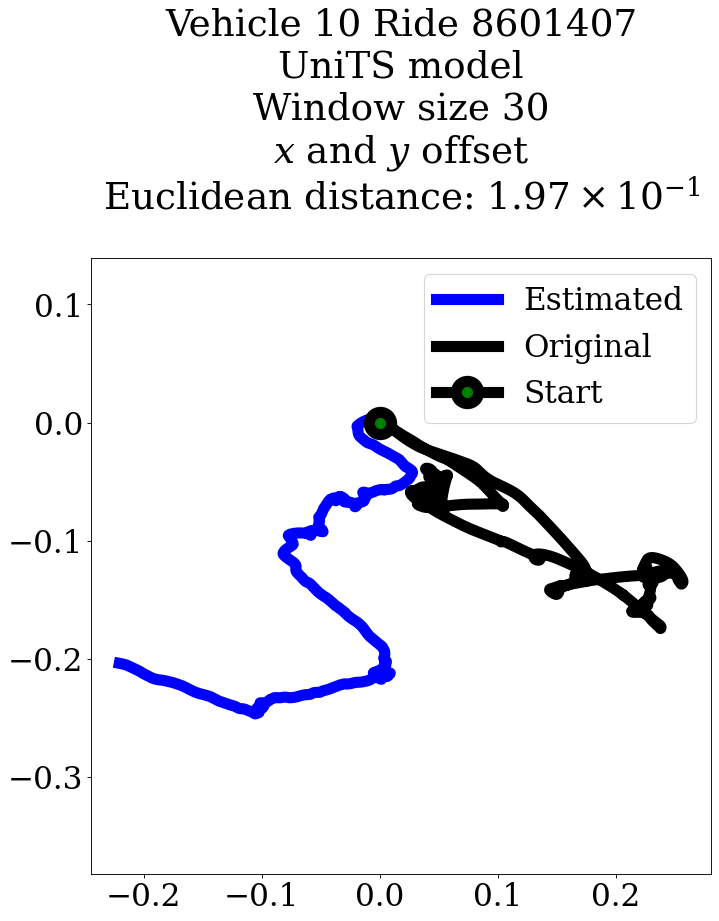 Vehicle 10 Ride 8601407
UniTS model
Window size 30
x and y offset
Euclidean distance: 1.97 × 10⁻¹
Estimated
Original
Start
0.1
0.0
−0.1
−0.2
−0.3
−0.2 −0.1 0.0 0.1 0.2